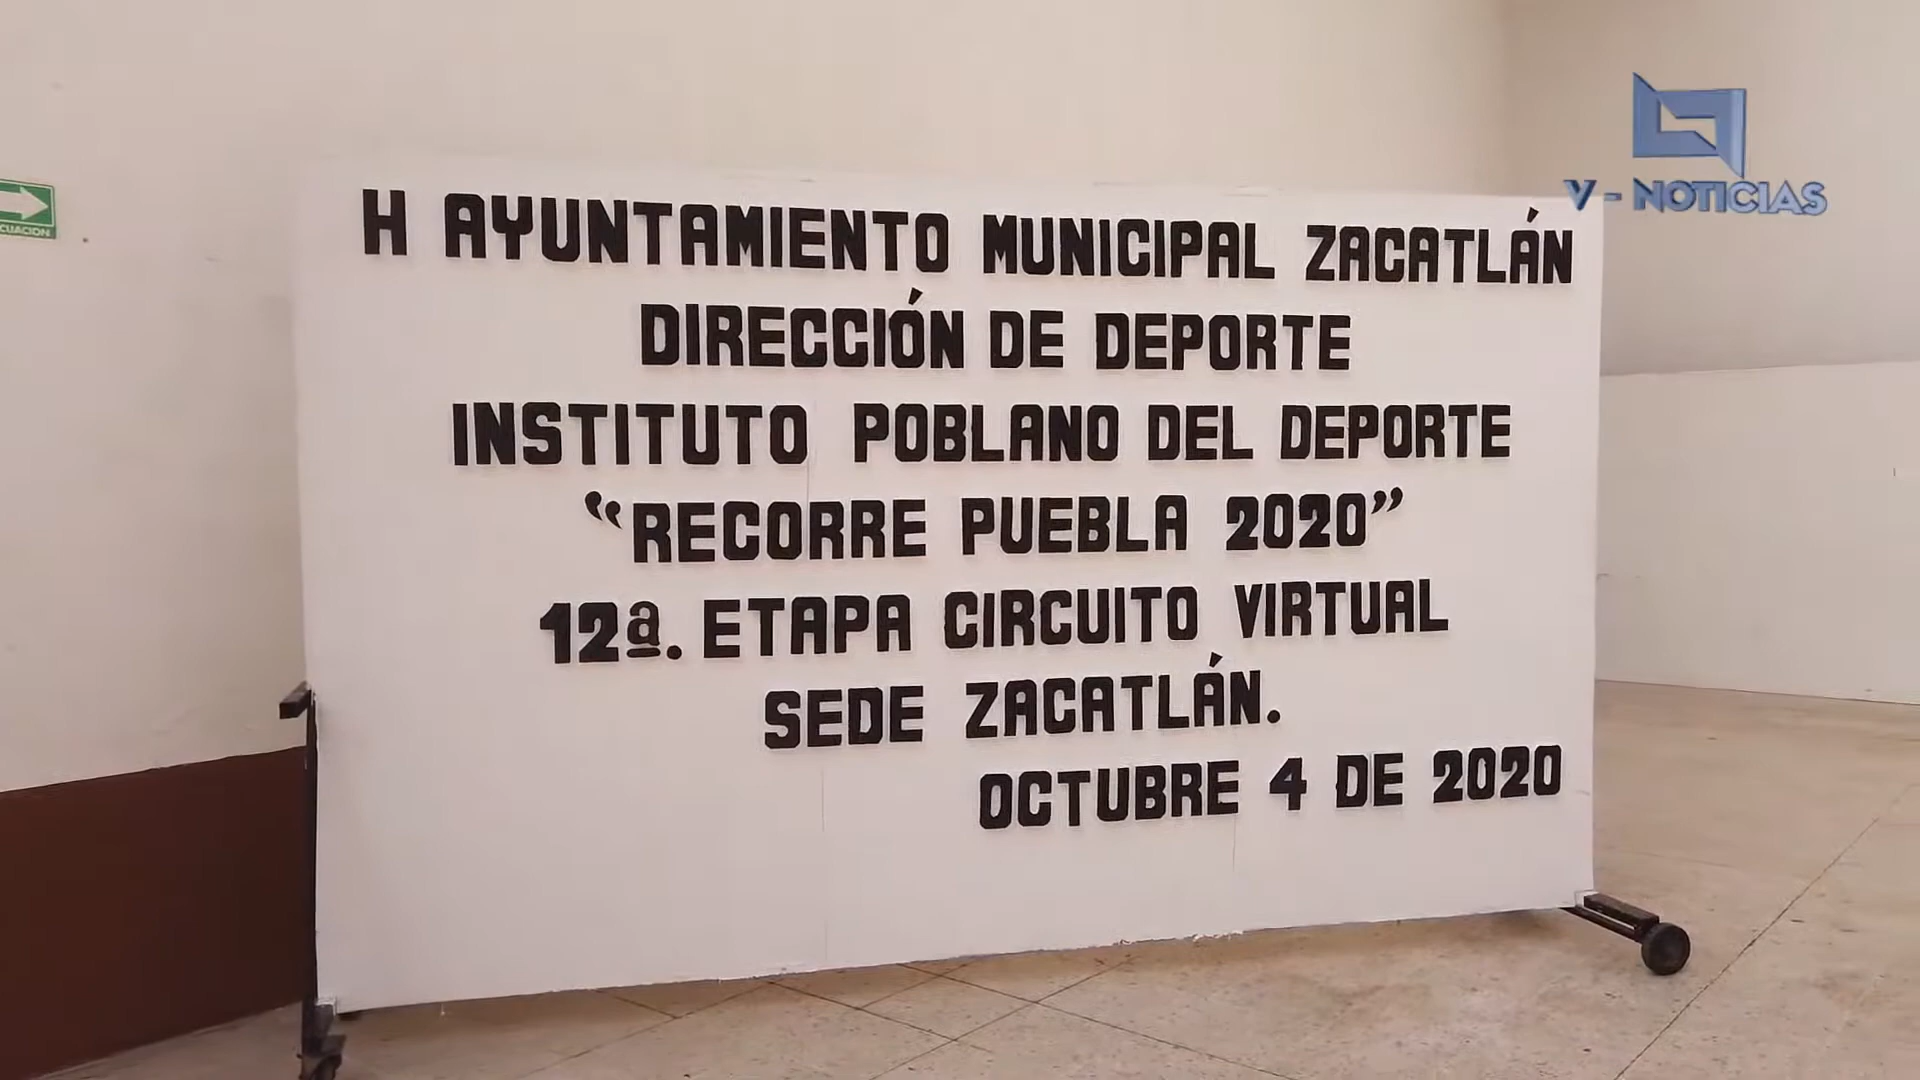 V - NOTICIAS
CUACIÓN
H AYUNTAMIENTO MUNICIPAL ZACATLÁN
DIRECCIÓN DE DEPORTE
INSTITUTO POBLANO DEL DEPORTE
“RECORRE PUEBLA 2020”
12ª. ETAPA CIRCUITO VIRTUAL
SEDE ZACATLÁN.
OCTUBRE 4 DE 2020